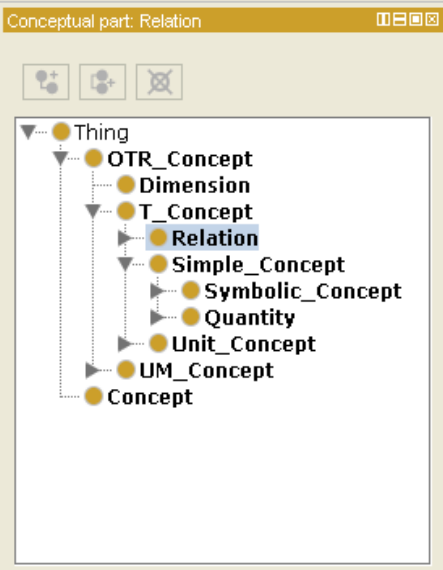 Conceptual part: Relation
Thing
OTR_Concept
Dimension
T_Concept
Relation
Simple_Concept
Symbolic_Concept
Quantity
Unit_Concept
UM_Concept
Concept